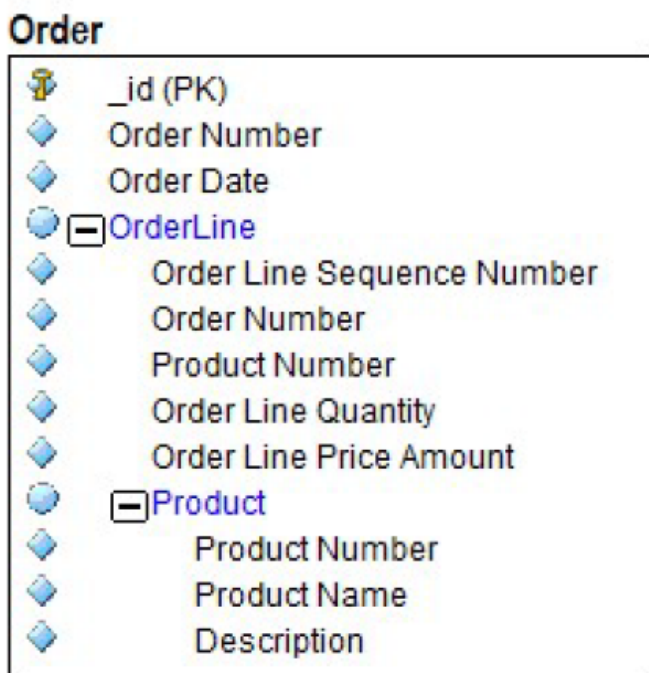 Order
_id (PK)
Order Number
Order Date
OrderLine
Order Line Sequence Number
Order Number
Product Number
Order Line Quantity
Order Line Price Amount
Product
Product Number
Product Name
Description